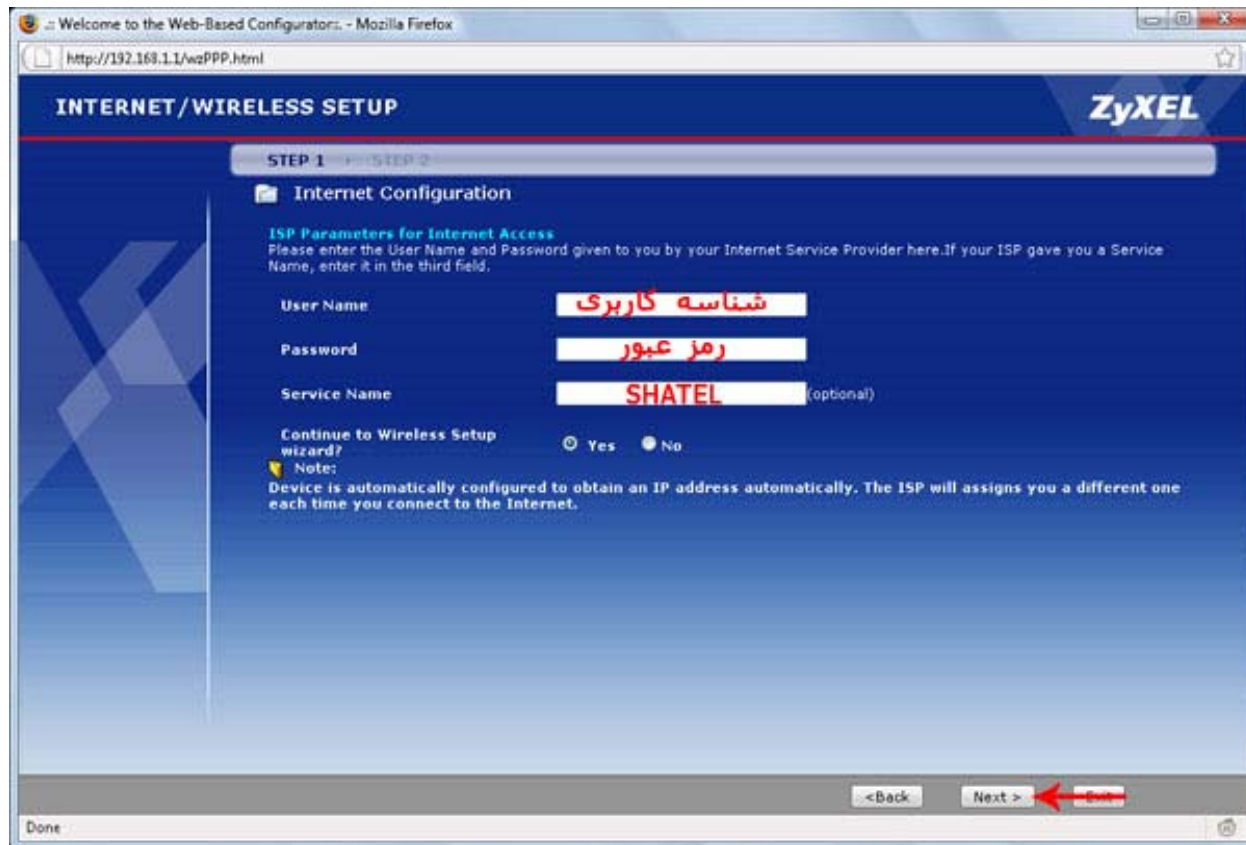 .:: Welcome to the Web-Based Configurator::. - Mozilla Firefox
http://192.168.1.1/wzPPP.html
INTERNET/WIRELESS SETUP
ZyXEL
STEP 1 STEP 2
Internet Configuration
ISP Parameters for Internet Access
Please enter the User Name and Password given to you by your Internet Service Provider here.If your ISP gave you a Service
Name, enter it in the third field.
User Name شناسه کاربری
Password رمز عبور
Service Name SHATEL (optional)
Continue to Wireless Setup
wizard? Yes No
Note:
Device is automatically configured to obtain an IP address automatically. The ISP will assigns you a different one
each time you connect to the Internet.
<Back Next > Exit
Done